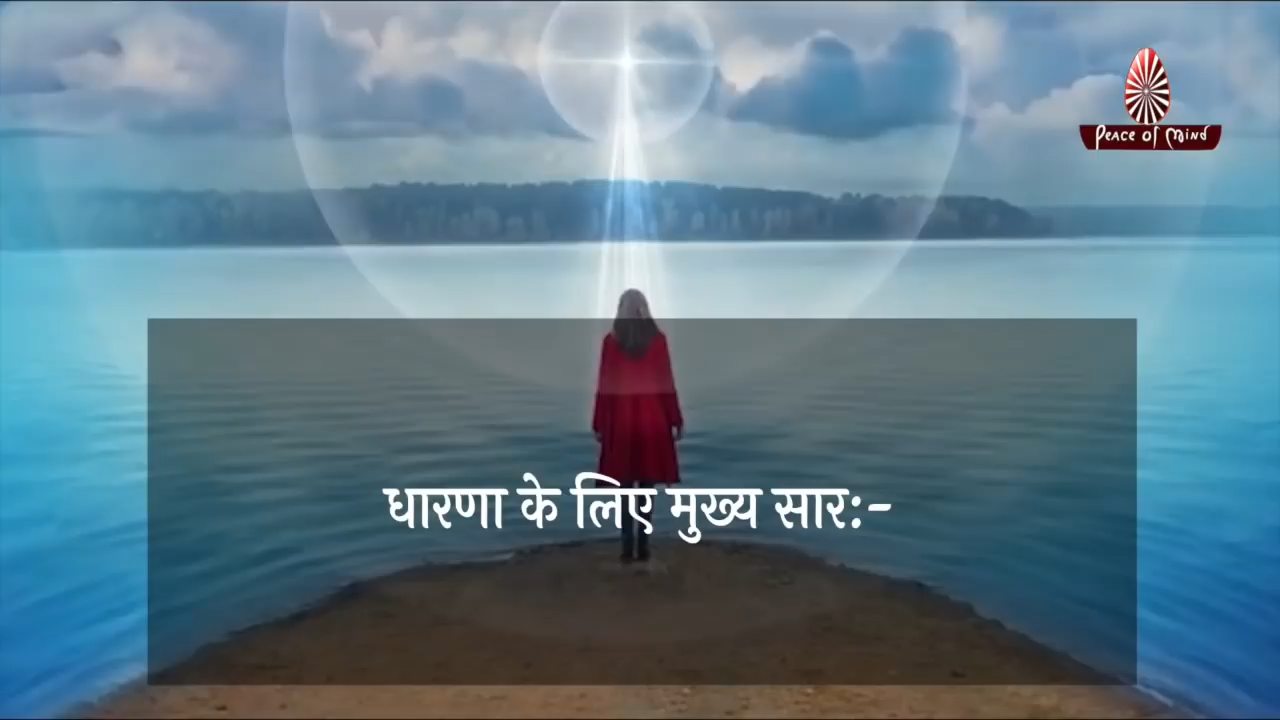 Peace of Mind
धारणा के लिए मुख्य सार:-